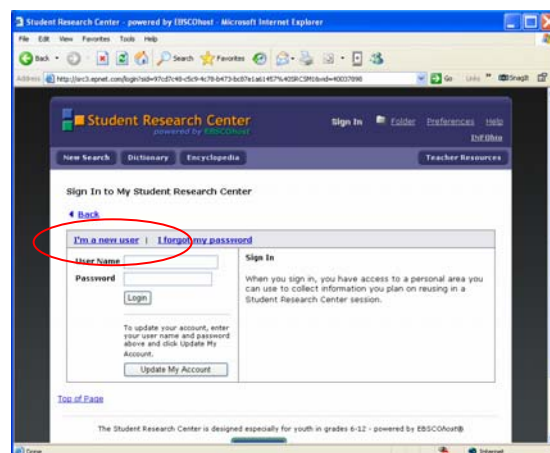 Student Research Center - powered by EBSCOhost - Microsoft Internet Explorer
File Edit View Favorites Tools Help
Back Search Favorites
Address Go Links SnagIt
Student Research Center
powered by EBSCOhost
Sign In Folder Preferences Help
INFOhio
New Search Dictionary Encyclopedia Teacher Resources
Sign In to My Student Research Center
Back
I'm a new user | I forgot my password
User Name
Password
Login
To update your account, enter
your user name and password
above and click Update My
Account.
Update My Account
Sign In
When you sign in, you have access to a personal area you
can use to collect information you plan on reusing in a
Student Research Center session.
Top of Page
The Student Research Center is designed especially for youth in grades 6-12 - powered by EBSCOhost®
Done Internet